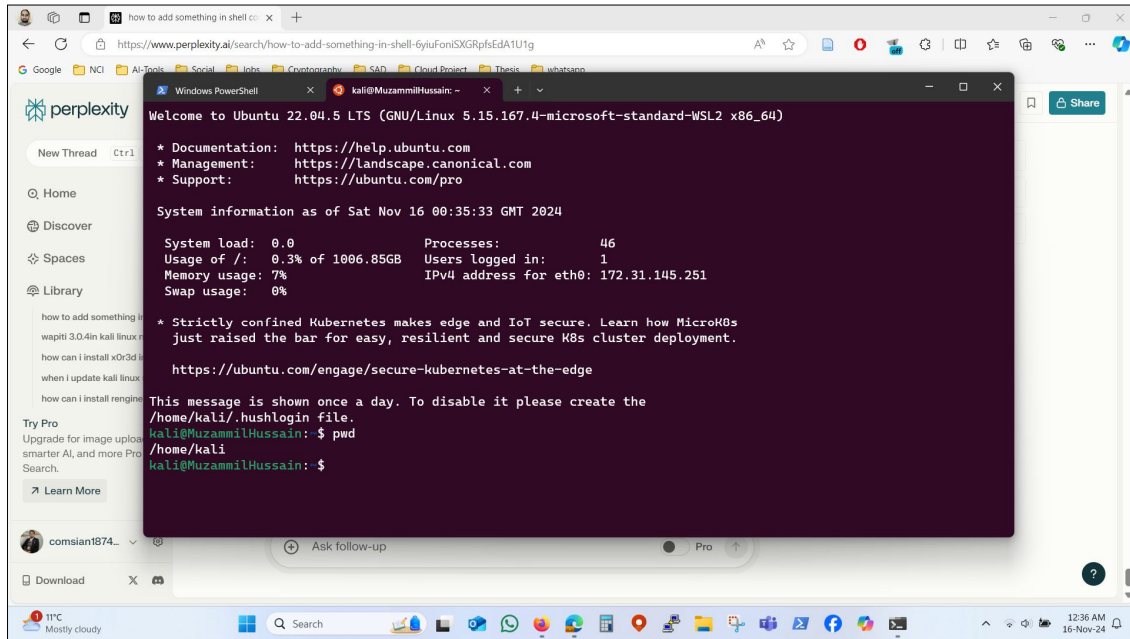 how to add something in shell co
https://www.perplexity.ai/search/how-to-add-something-in-shell-6yiuFoniSXGRpfsEdA1U1g
off
Google NCI AI-Tools Social Jobs Cryptography SAD Cloud Project Thesis whatsapp
Windows PowerShell
kali@MuzammilHussain: ~
perplexity
Share
New Thread Ctrl
Home
Discover
Spaces
Library
how to add something in
wapiti 3.0.4in kali linux
how can i install x0r3d
when i update kali linux
how can i install rengine
Try Pro
Upgrade for image
smarter AI, and more Pro
Search.
Learn More
comsian1874...
Download
Welcome to Ubuntu 22.04.5 LTS (GNU/Linux 5.15.167.4-microsoft-standard-WSL2 x86_64)
* Documentation: https://help.ubuntu.com
* Management: https://landscape.canonical.com
* Support: https://ubuntu.com/pro
System information as of Sat Nov 16 00:35:33 GMT 2024
System load: 0.0 Processes: 46
Usage of /: 0.3% of 1006.85GB Users logged in: 1
Memory usage: 7% IPv4 address for eth0: 172.31.145.251
Swap usage: 0%
* Strictly confined Kubernetes makes edge and IoT secure. Learn how MicroK8s
just raised the bar for easy, resilient and secure K8s cluster deployment.
https://ubuntu.com/engage/secure-kubernetes-at-the-edge
This message is shown once a day. To disable it please create the
/home/kali/.hushlogin file.
kali@MuzammilHussain:~$ pwd
/home/kali
kali@MuzammilHussain:~$
Ask follow-up
Pro
?
1
11°C
Mostly cloudy
Search
12:36 AM
16-Nov-24